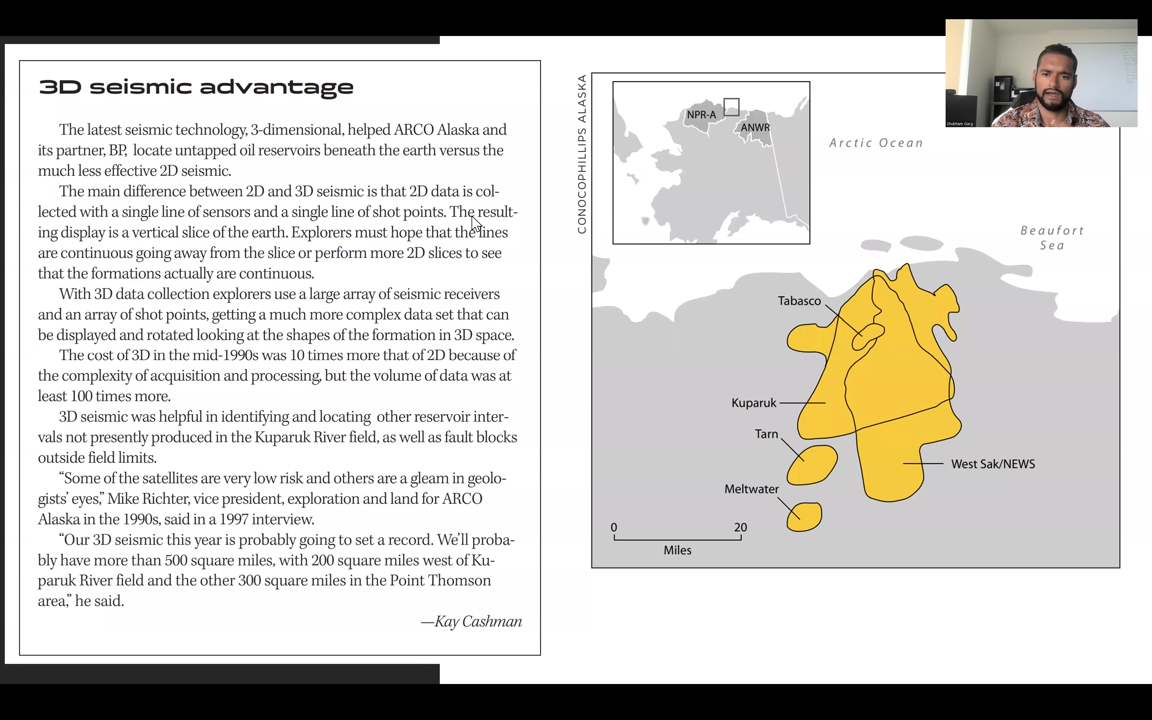 3D seismic advantage
The latest seismic technology, 3-dimensional, helped ARCO Alaska and
its partner, BP, locate untapped oil reservoirs beneath the earth versus the
much less effective 2D seismic.
The main difference between 2D and 3D seismic is that 2D data is col-
lected with a single line of sensors and a single line of shot points. The result-
ing display is a vertical slice of the earth. Explorers must hope that the lines
are continuous going away from the slice or perform more 2D slices to see
that the formations actually are continuous.
With 3D data collection explorers use a large array of seismic receivers
and an array of shot points, getting a much more complex data set that can
be displayed and rotated looking at the shapes of the formation in 3D space.
The cost of 3D in the mid-1990s was 10 times more that of 2D because of
the complexity of acquisition and processing, but the volume of data was at
least 100 times more.
3D seismic was helpful in identifying and locating other reservoir inter-
vals not presently produced in the Kuparuk River field, as well as fault blocks
outside field limits.
“Some of the satellites are very low risk and others are a gleam in geolo-
gists’ eyes,” Mike Richter, vice president, exploration and land for ARCO
Alaska in the 1990s, said in a 1997 interview.
“Our 3D seismic this year is probably going to set a record. We’ll proba-
bly have more than 500 square miles, with 200 square miles west of Ku-
paruk River field and the other 300 square miles in the Point Thomson
area,” he said.
—Kay Cashman
CONOCOPHILLIPS ALASKA
NPR-A
ANWR
Arctic Ocean
Beaufort
Sea
Tabasco
Kuparuk
Tarn
West Sak/NEWS
Meltwater
0 20
Miles
Shubham Garg